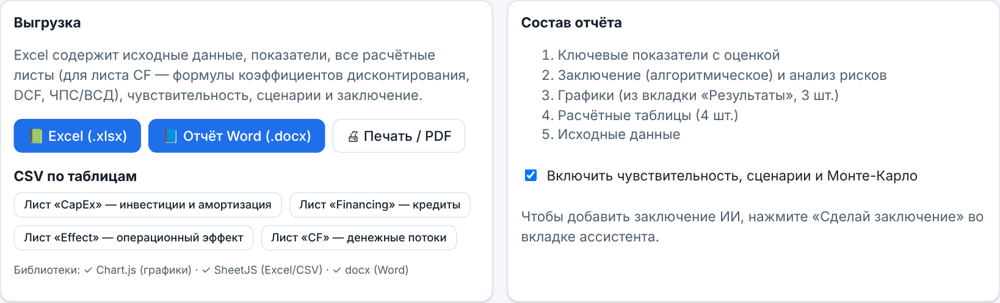 Выгрузка
Excel содержит исходные данные, показатели, все расчётные
листы (для листа CF — формулы коэффициентов дисконтирования,
DCF, ЧПС/ВСД), чувствительность, сценарии и заключение.
📗 Excel (.xlsx)
📘 Отчёт Word (.docx)
🖨 Печать / PDF
CSV по таблицам
Лист «CapEx» — инвестиции и амортизация
Лист «Financing» — кредиты
Лист «Effect» — операционный эффект
Лист «CF» — денежные потоки
Библиотеки: ✓ Chart.js (графики) · ✓ SheetJS (Excel/CSV) · ✓ docx (Word)
Состав отчёта
1. Ключевые показатели с оценкой
2. Заключение (алгоритмическое) и анализ рисков
3. Графики (из вкладки «Результаты», 3 шт.)
4. Расчётные таблицы (4 шт.)
5. Исходные данные
Включить чувствительность, сценарии и Монте-Карло
Чтобы добавить заключение ИИ, нажмите «Сделай заключение» во
вкладке ассистента.